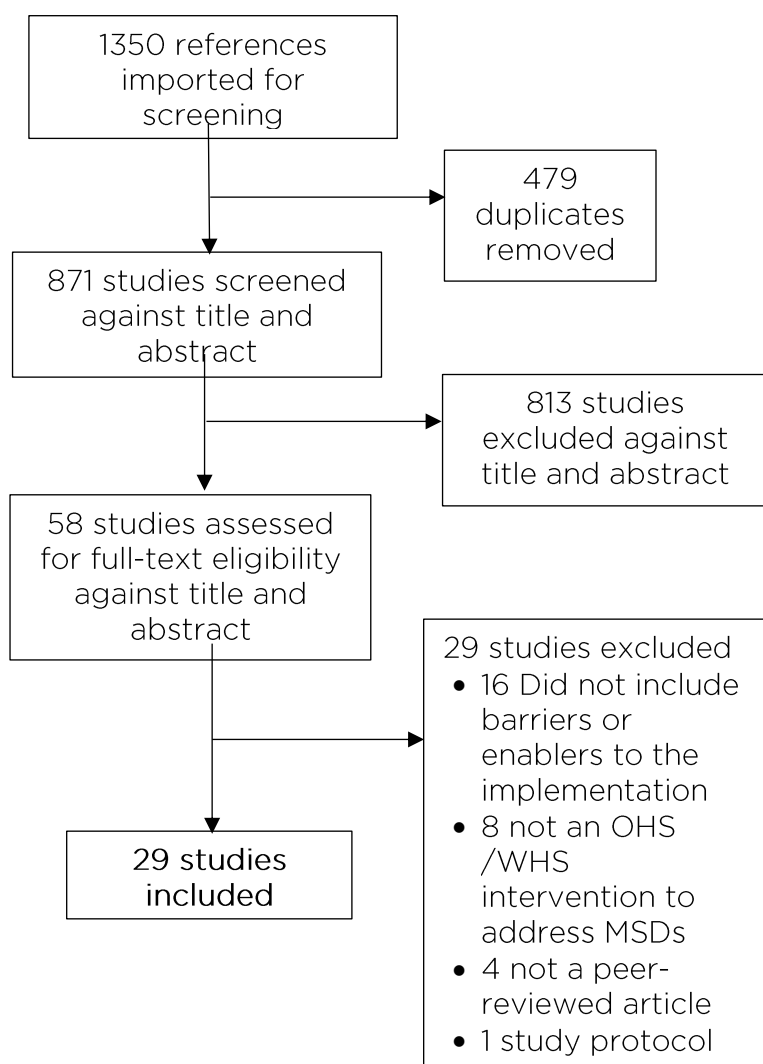 1350 references
imported for
screening
479
duplicates
removed
871 studies screened
against title and
abstract
813 studies
excluded against
title and abstract
58 studies assessed
for full-text eligibility
against title and
abstract
29 studies excluded
• 16 Did not include
barriers or
enablers to the
implementation
• 8 not an OHS
/WHS
intervention to
address MSDs
• 4 not a peer-
reviewed article
• 1 study protocol
29 studies
included